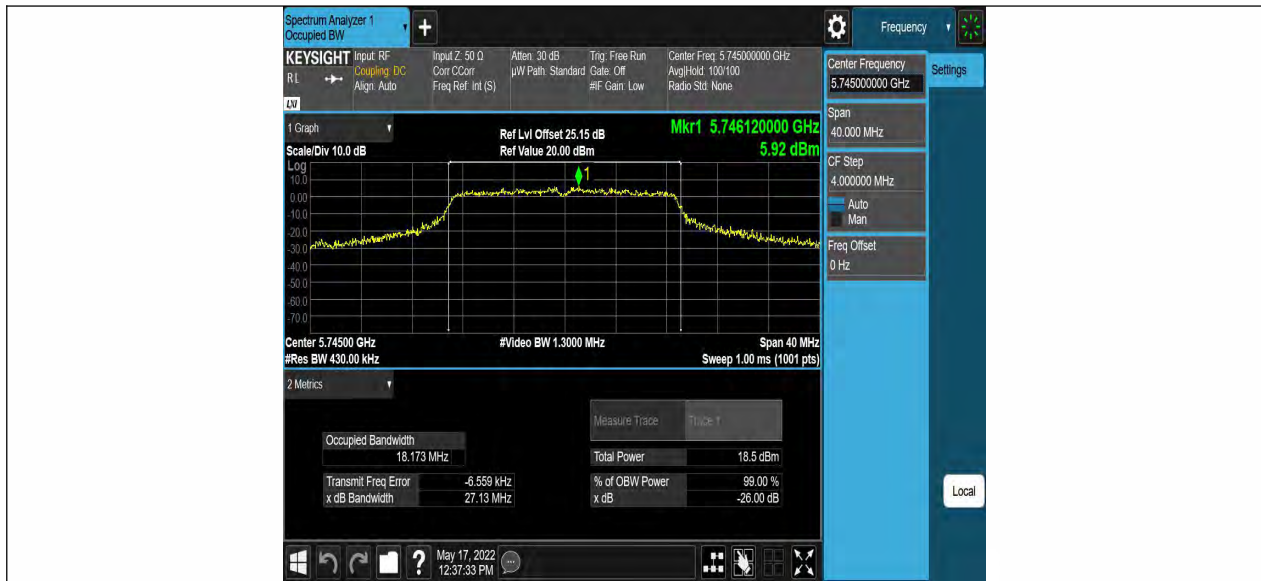 Spectrum Analyzer 1
Occupied BW
+
Frequency
KEYSIGHT
RL
LXI
Input: RF
Coupling: DC
Align: Auto
Input Z: 50 Ω
Corr CCorr
Freq Ref: Int (S)
Atten: 30 dB
µW Path: Standard
Trig: Free Run
Gate: Off
#IF Gain: Low
Center Freq: 5.745000000 GHz
Avg|Hold: 100/100
Radio Std: None
Center Frequency
5.745000000 GHz
Settings
Span
40.000 MHz
CF Step
4.000000 MHz
Auto
Man
Freq Offset
0 Hz
Local
1 Graph
Scale/Div 10.0 dB
Ref Lvl Offset 25.15 dB
Ref Value 20.00 dBm
Mkr1 5.746120000 GHz
5.92 dBm
Log
10.0
0.00
-10.0
-20.0
-30.0
-40.0
-50.0
-60.0
-70.0
1
Center 5.74500 GHz
#Video BW 1.3000 MHz
Span 40 MHz
#Res BW 430.00 kHz
Sweep 1.00 ms (1001 pts)
2 Metrics
Measure Trace Trace 1
Occupied Bandwidth
18.173 MHz
Total Power 18.5 dBm
Transmit Freq Error -6.559 kHz
% of OBW Power 99.00 %
x dB Bandwidth 27.13 MHz
x dB -26.00 dB
?
May 17, 2022
12:37:33 PM